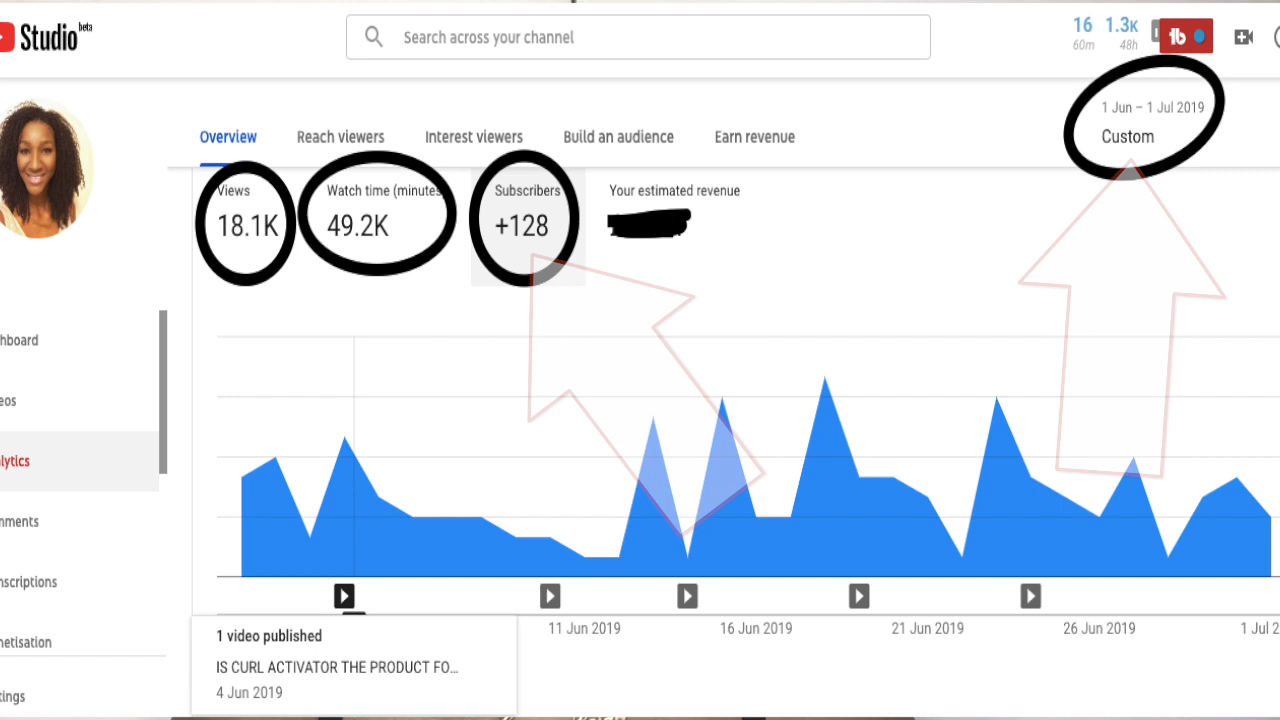 Studio beta
Search across your channel
16 1.3K
60m 48h
1 Jun – 1 Jul 2019
Custom
Overview Reach viewers Interest viewers Build an audience Earn revenue
Views Watch time (minutes Subscribers Your estimated revenue
18.1K 49.2K +128
hboard
eos
lytics
nments
nscriptions
netisation
tings
11 Jun 2019 16 Jun 2019 21 Jun 2019 26 Jun 2019 1 Jul 2
1 video published
IS CURL ACTIVATOR THE PRODUCT FO...
4 Jun 2019